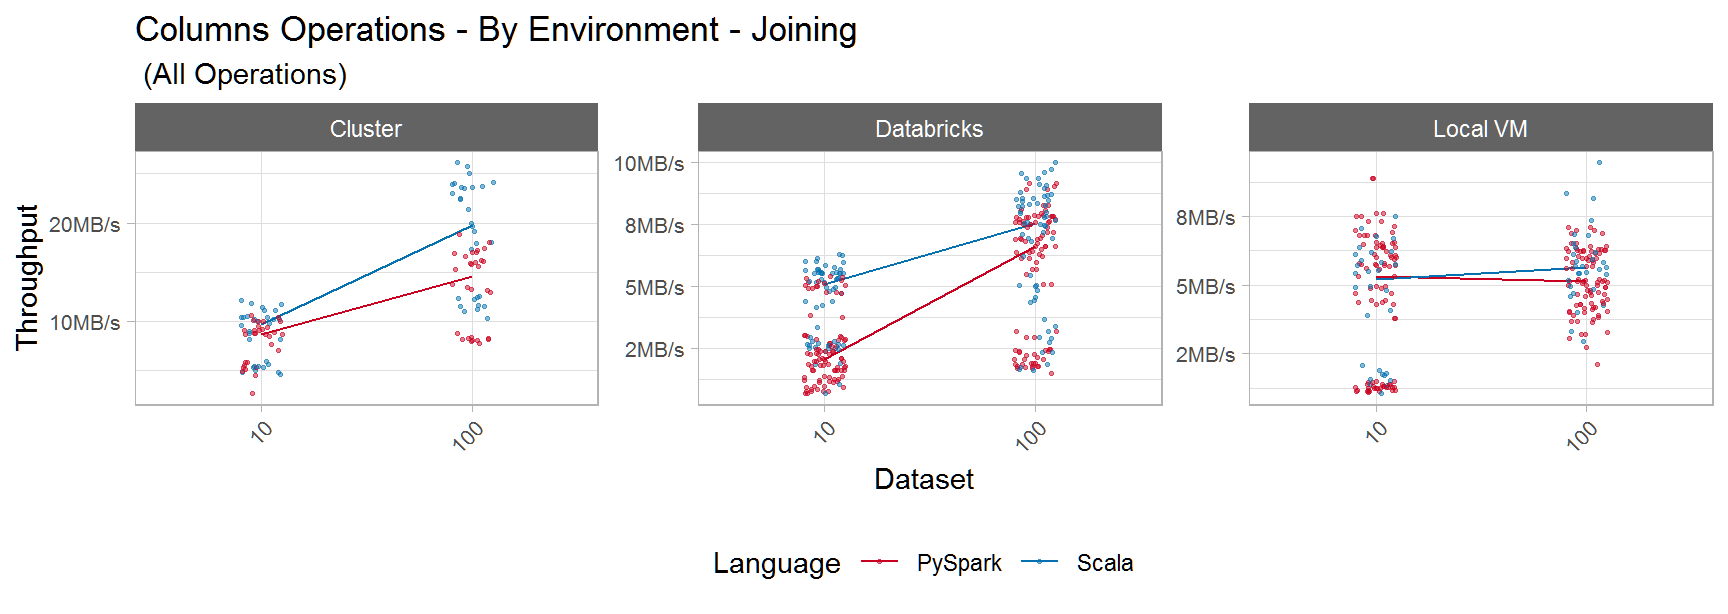 Columns Operations - By Environment - Joining
(All Operations)
Cluster
Databricks
Local VM
Throughput
20MB/s
10MB/s
10MB/s
8MB/s
5MB/s
2MB/s
8MB/s
5MB/s
2MB/s
10
100
10
100
10
100
Dataset
Language PySpark Scala